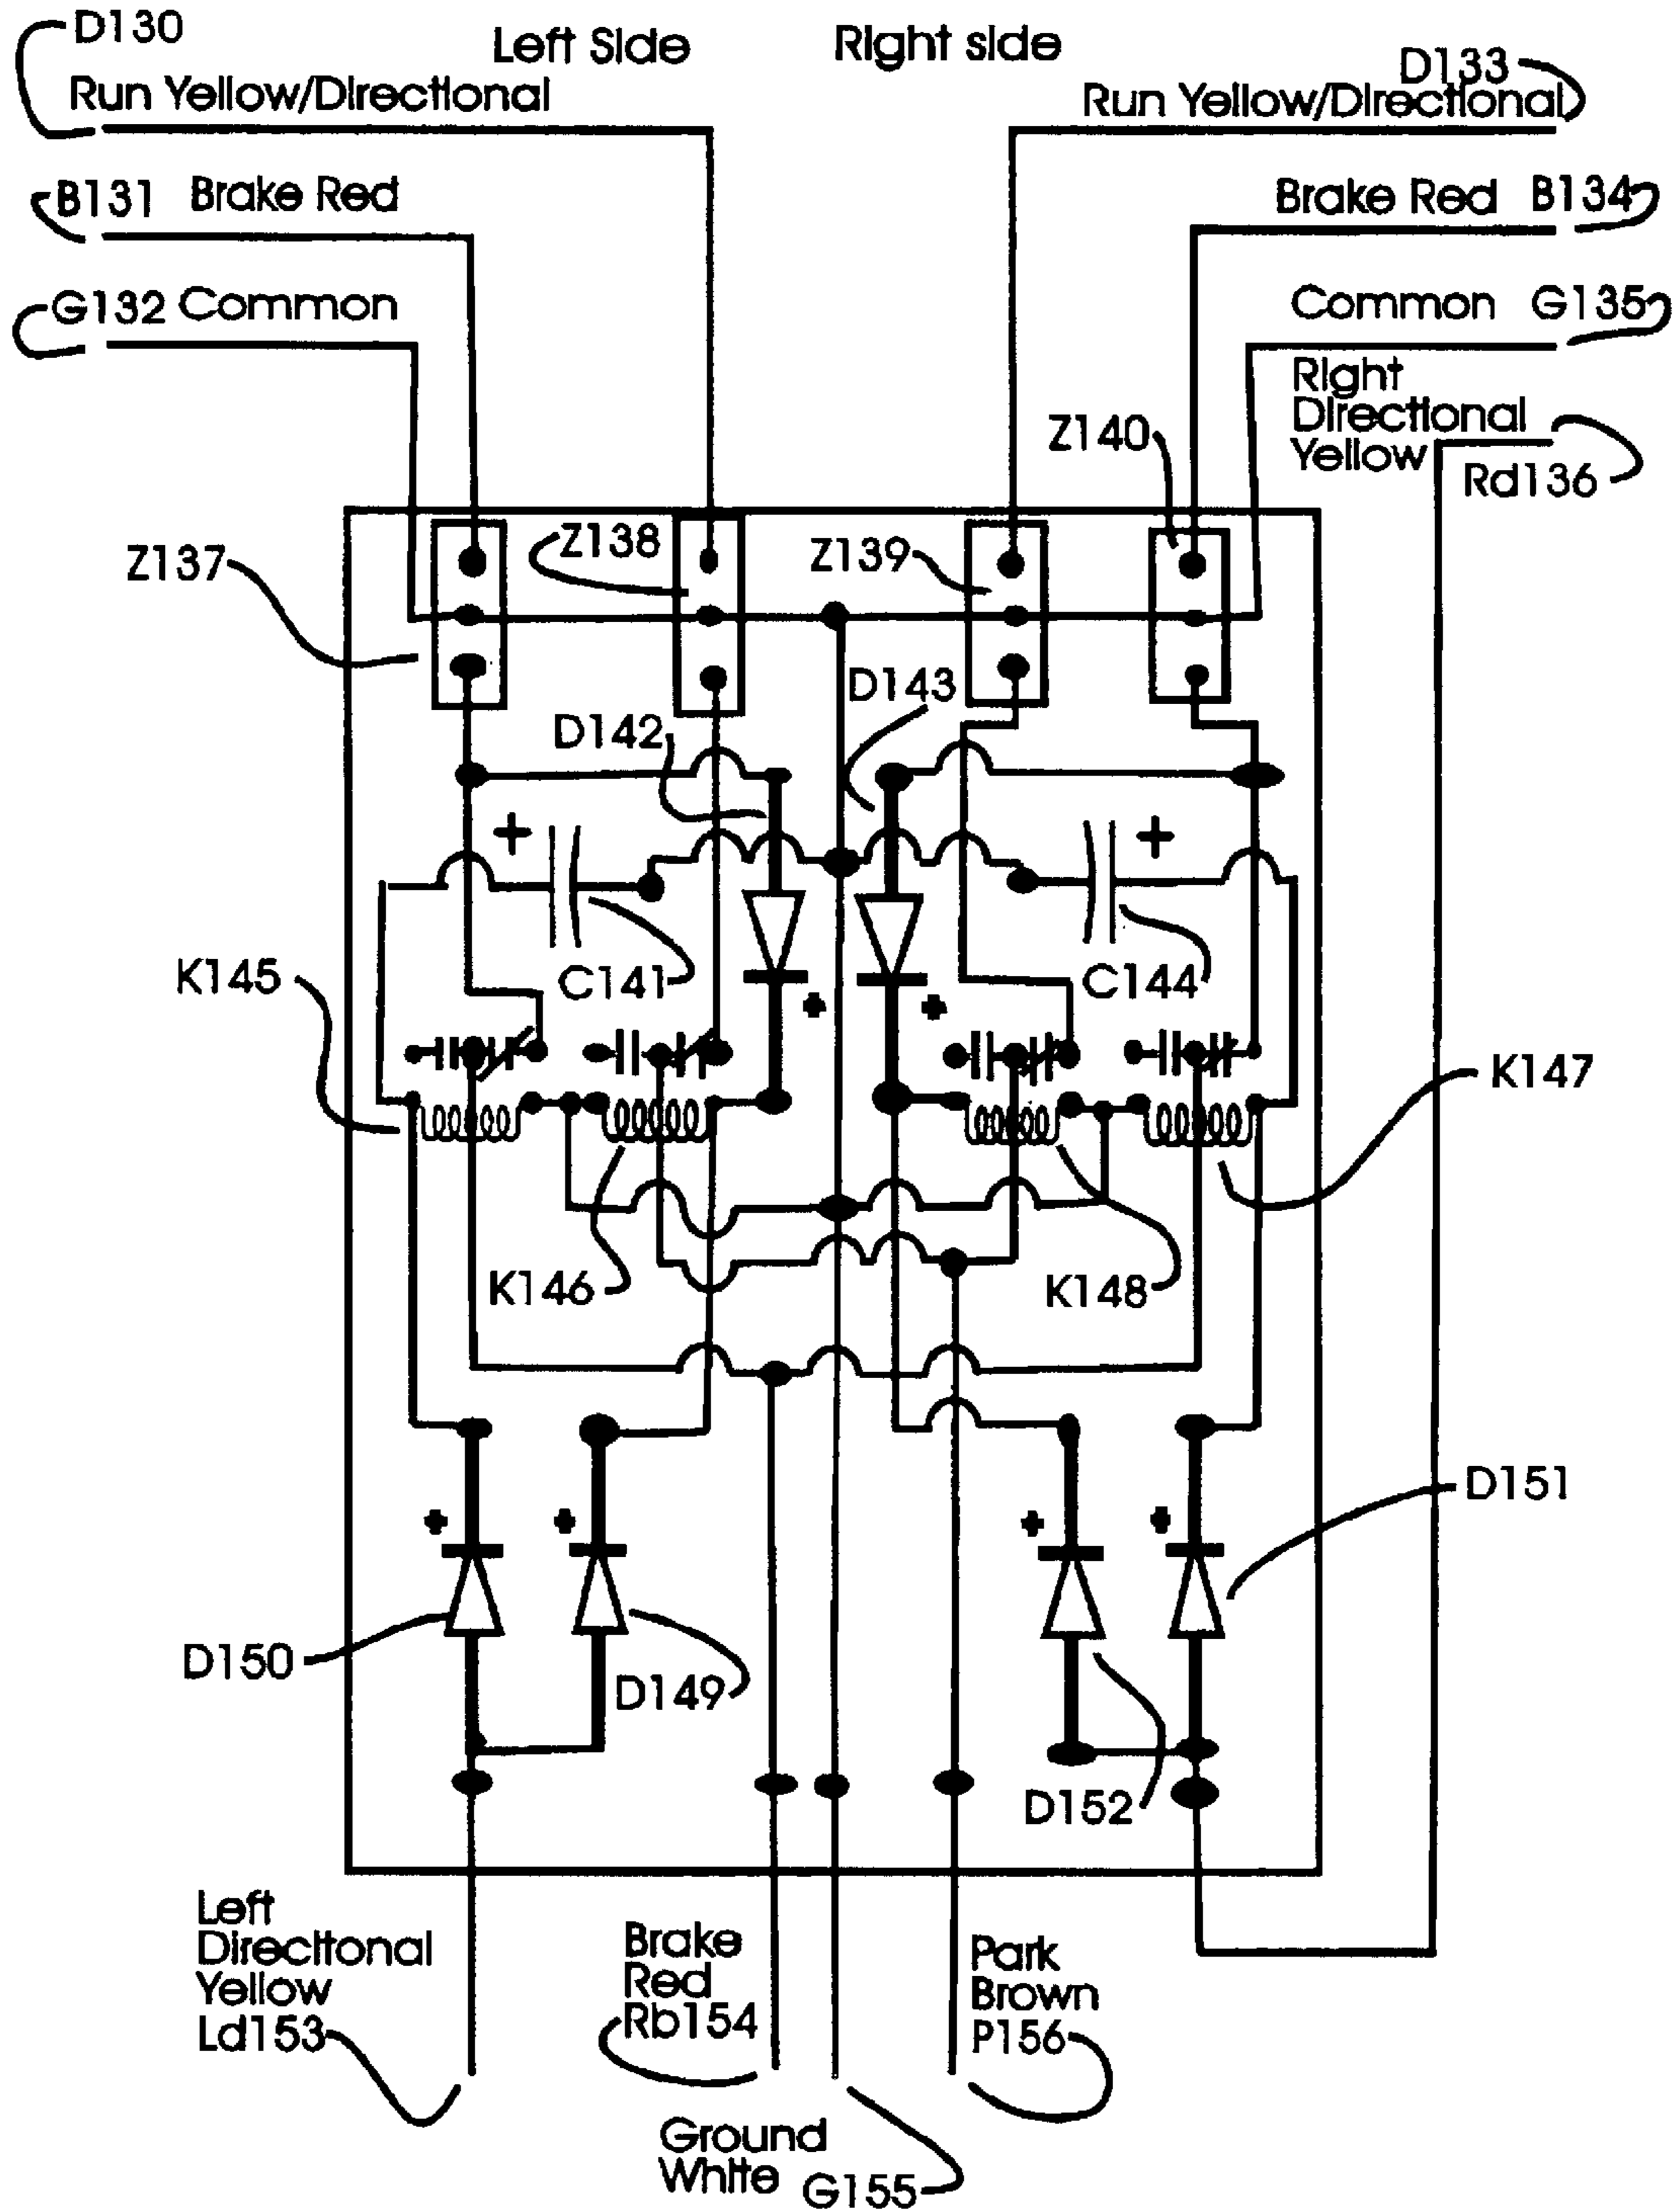 D130
Left Side
Right side
Run Yellow/Directional
D133
Run Yellow/Directional
B131 Brake Red
Brake Red B134
G132 Common
Common G135
Right
Directional
Yellow
Rd136
Z140
Z137
Z138
Z139
D143
D142
+
+
C141
C144
K145
+
+
K147
K146
K148
D151
+
+
+
+
D150
D149
D152
Left
Directional
Yellow
Ld153
Brake
Red
Rb154
Park
Brown
P156
Ground
White
G155